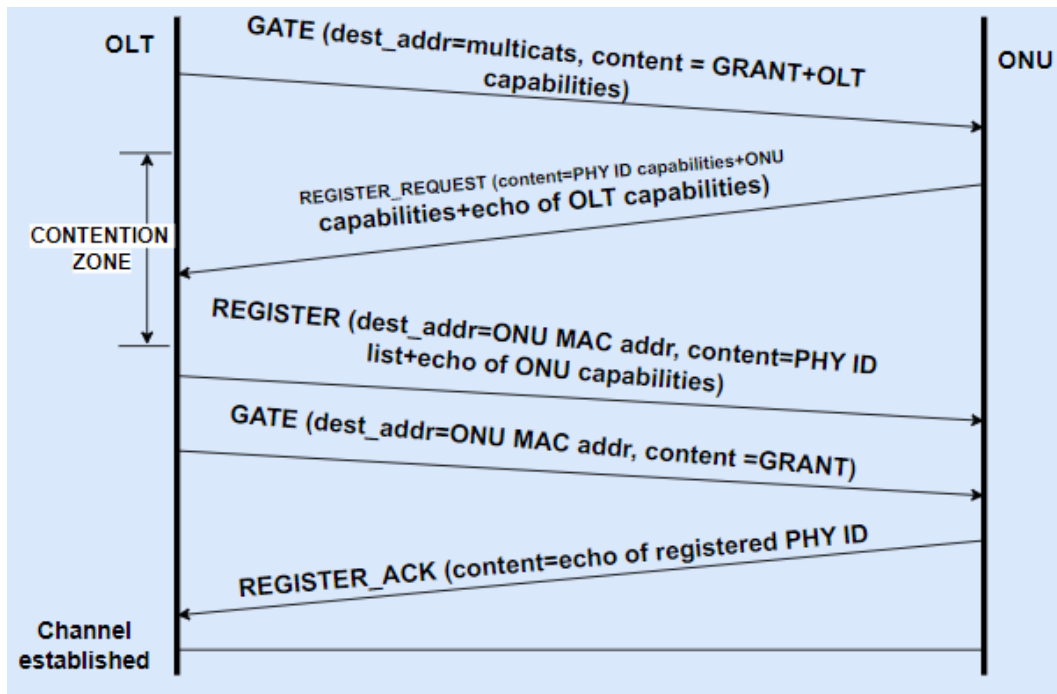 OLT
ONU
GATE (dest_addr=multicats, content = GRANT+OLT
capabilities)
REGISTER_REQUEST (content=PHY ID capabilities+ONU
capabilities+echo of OLT capabilities)
CONTENTION
ZONE
REGISTER (dest_addr=ONU MAC addr, content=PHY ID
list+echo of ONU capabilities)
GATE (dest_addr=ONU MAC addr, content =GRANT)
REGISTER_ACK (content=echo of registered PHY ID
Channel
established